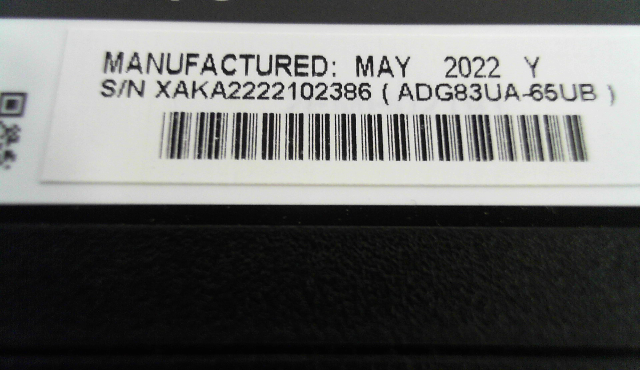 MANUFACTURED: MAY 2022 Y
S/N XAKA2222102386 ( ADG83UA-65UB )